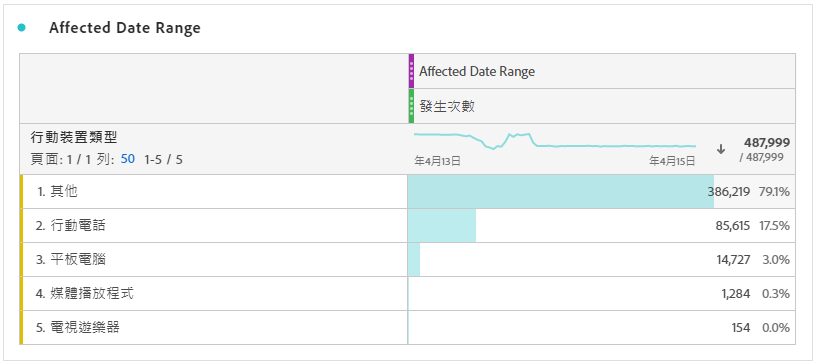 Affected Date Range
Affected Date Range
發生次數
行動裝置類型
頁面: 1 / 1 列: 50 1-5 / 5
年4月13日
年4月15日
487,999
/ 487,999
1. 其他 386,219 79.1%
2. 行動電話 85,615 17.5%
3. 平板電腦 14,727 3.0%
4. 媒體播放程式 1,284 0.3%
5. 電視遊樂器 154 0.0%